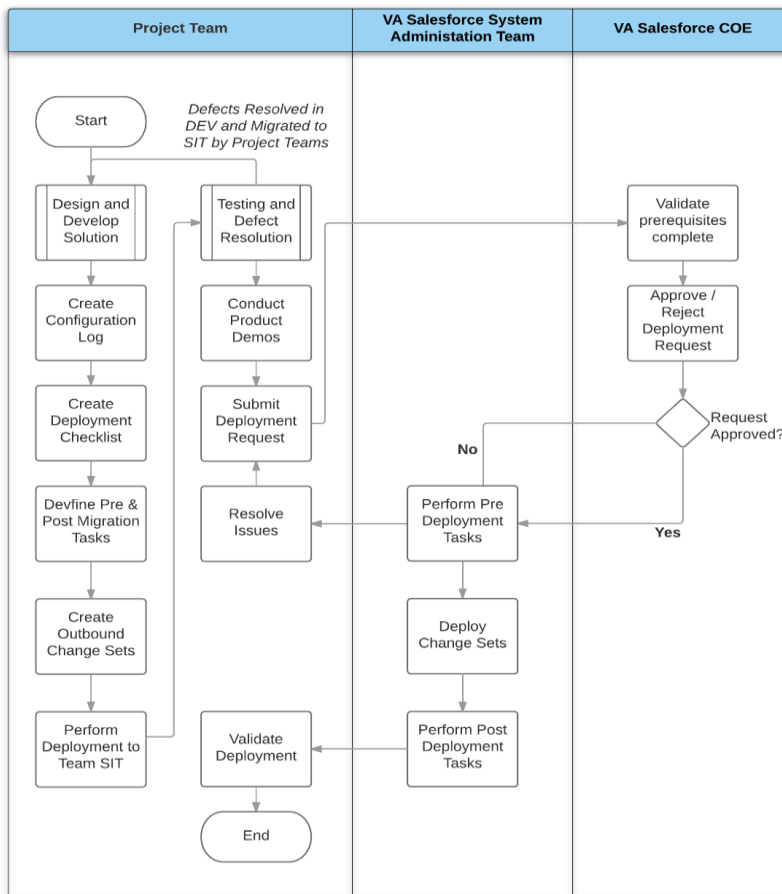 Project Team
VA Salesforce System
Administation Team
VA Salesforce COE
Start
Defects Resolved in
DEV and Migrated to
SIT by Project Teams
Design and
Develop
Solution
Testing and
Defect
Resolution
Validate
prerequisites
complete
Create
Configuration
Log
Conduct
Product
Demos
Approve /
Reject
Deployment
Request
Create
Deployment
Checklist
Submit
Deployment
Request
Request
Approved?
No
Devfine Pre &
Post Migration
Tasks
Resolve
Issues
Perform Pre
Deployment
Tasks
Yes
Create
Outbound
Change Sets
Deploy
Change Sets
Perform
Deployment to
Team SIT
Validate
Deployment
Perform Post
Deployment
Tasks
End